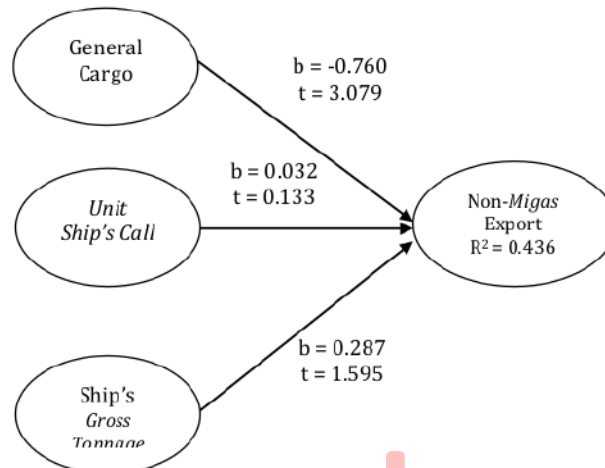 General
Cargo
b = -0.760
t = 3.079
b = 0.032
t = 0.133
Unit
Ship's Call
Non-Migas
Export
R² = 0.436
b = 0.287
t = 1.595
Ship's
Gross
Tonnage